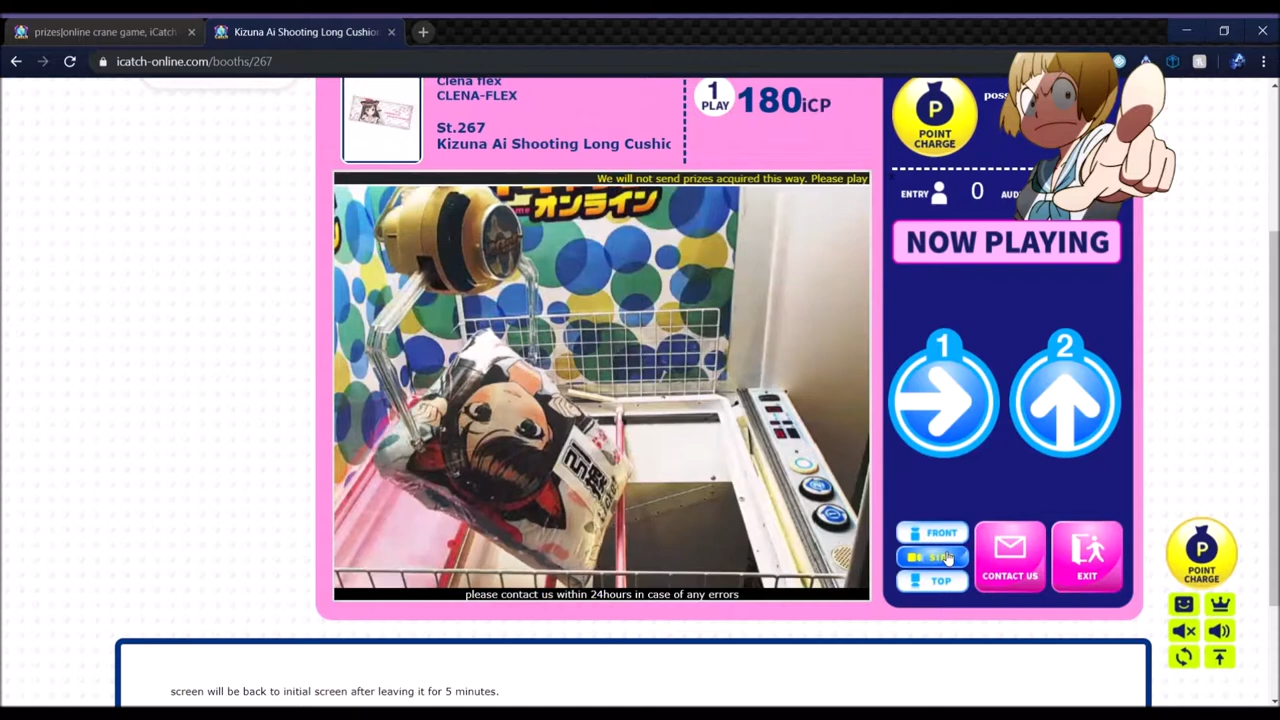 prizes|online crane game, iCatch
Kizuna Ai Shooting Long Cushion
icatch-online.com/booths/267
Clena flex
CLENA-FLEX
St.267
Kizuna Ai Shooting Long Cushic
1
PLAY
180iCP
P
POINT
CHARGE
poss
We will not send prizes acquired this way. Please play
オンライン
ENTRY
0
AUD
NOW PLAYING
1
2
FRONT
TOP
CONTACT US
EXIT
please contact us within 24hours in case of any errors
P
POINT
CHARGE
screen will be back to initial screen after leaving it for 5 minutes.